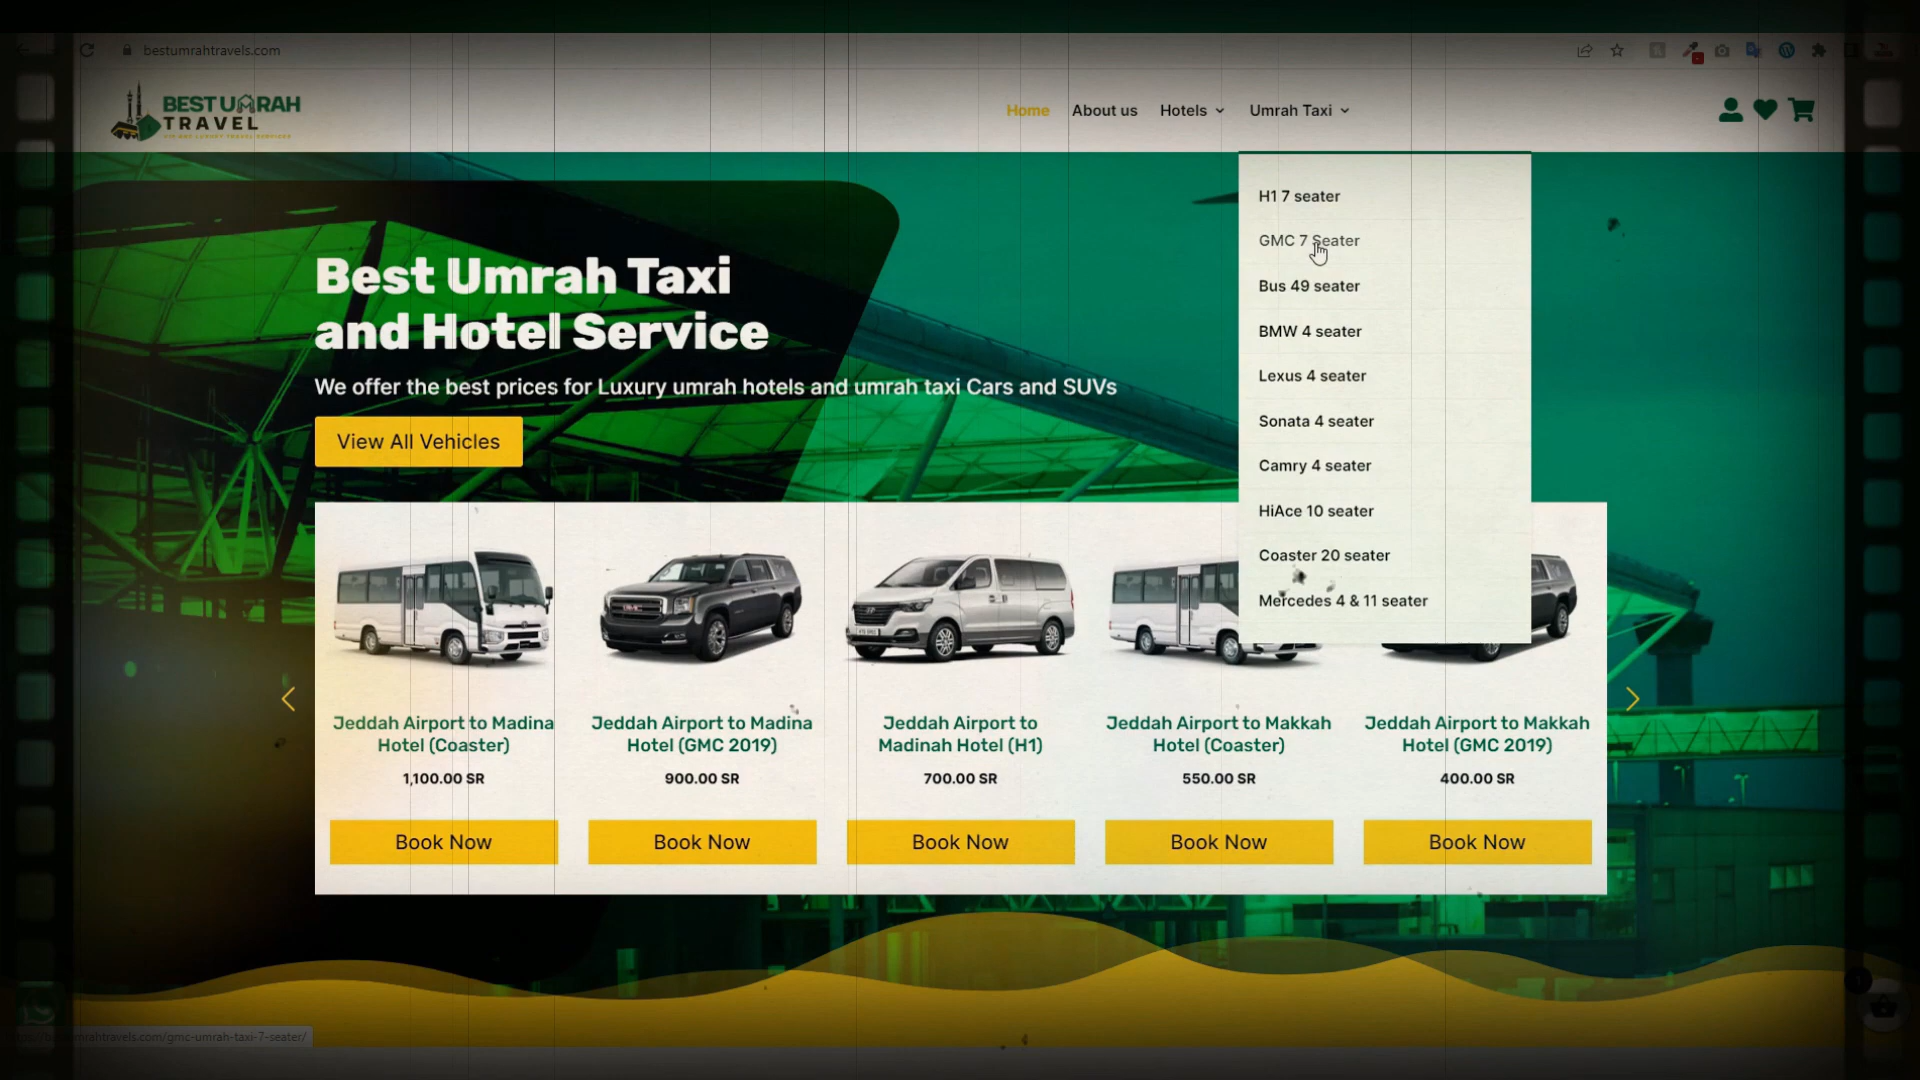 bestumrahtravels.com
BEST UMRAH
TRAVEL
Home
About us
Hotels
Umrah Taxi
H1 7 seater
GMC 7 Seater
Bus 49 seater
BMW 4 seater
Lexus 4 seater
Sonata 4 seater
Camry 4 seater
HiAce 10 seater
Coaster 20 seater
Mercedes 4 & 11 seater
Best Umrah Taxi
and Hotel Service
We offer the best prices for Luxury umrah hotels and umrah taxi Cars and SUVs
View All Vehicles
Jeddah Airport to Madina
Hotel (Coaster)
1,100.00 SR
Book Now
Jeddah Airport to Madina
Hotel (GMC 2019)
900.00 SR
Book Now
Jeddah Airport to
Madinah Hotel (H1)
700.00 SR
Book Now
Jeddah Airport to Makkah
Hotel (Coaster)
550.00 SR
Book Now
Jeddah Airport to Makkah
Hotel (GMC 2019)
400.00 SR
Book Now
rahtravels.com/gmc-umrah-taxi-7-seater/